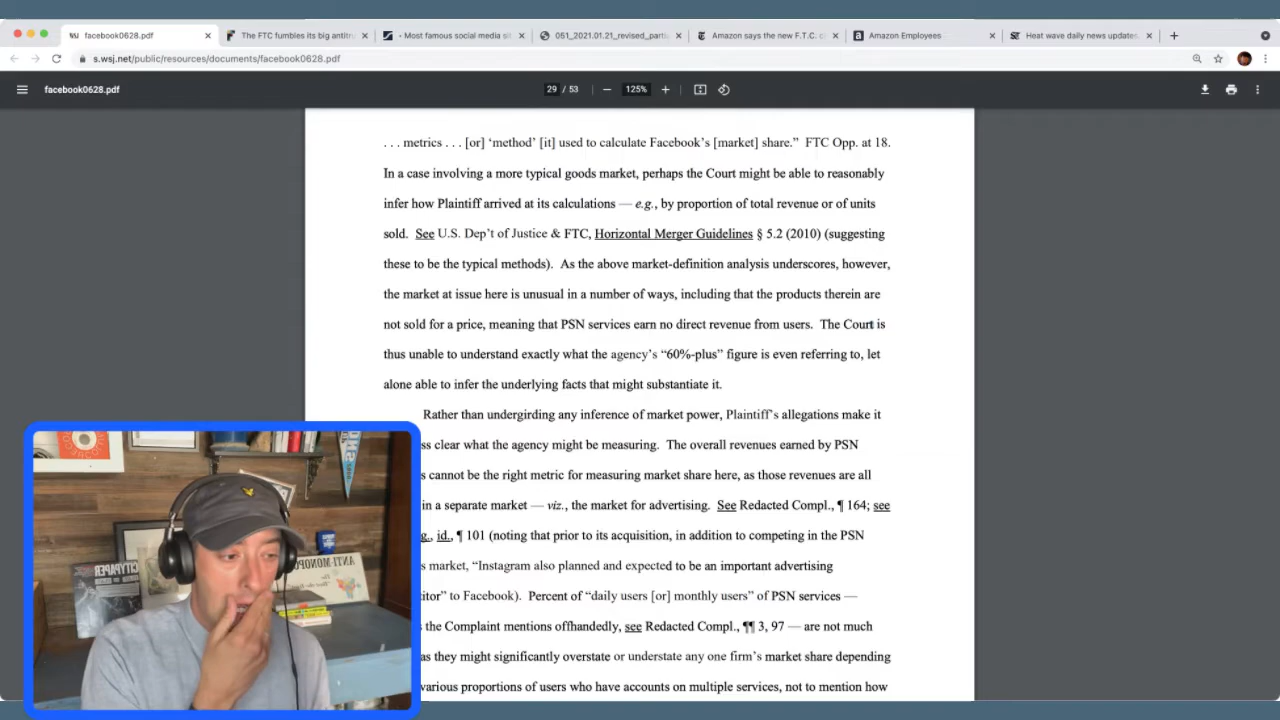 facebook0628.pdf
The FTC fumbles its big antitr
- Most famous social media si
051_2021.01.21_revised_parti
Amazon says the new F.T.C. c
Amazon Employees
Heat wave daily news updates,
s.wsj.net/public/resources/documents/facebook0628.pdf
facebook0628.pdf
29 / 53
125%
. . . metrics . . . [or] ‘method’ [it] used to calculate Facebook’s [market] share.” FTC Opp. at 18.
In a case involving a more typical goods market, perhaps the Court might be able to reasonably
infer how Plaintiff arrived at its calculations — e.g., by proportion of total revenue or of units
sold. See U.S. Dep’t of Justice & FTC, Horizontal Merger Guidelines § 5.2 (2010) (suggesting
these to be the typical methods). As the above market-definition analysis underscores, however,
the market at issue here is unusual in a number of ways, including that the products therein are
not sold for a price, meaning that PSN services earn no direct revenue from users. The Court is
thus unable to understand exactly what the agency’s “60%-plus” figure is even referring to, let
alone able to infer the underlying facts that might substantiate it.
Rather than undergirding any inference of market power, Plaintiff’s allegations make it
ss clear what the agency might be measuring. The overall revenues earned by PSN
s cannot be the right metric for measuring market share here, as those revenues are all
in a separate market — viz., the market for advertising. See Redacted Compl., ¶ 164; see
g., id., ¶ 101 (noting that prior to its acquisition, in addition to competing in the PSN
s market, “Instagram also planned and expected to be an important advertising
titor” to Facebook). Percent of “daily users [or] monthly users” of PSN services —
s the Complaint mentions offhandedly, see Redacted Compl., ¶¶ 3, 97 — are not much
as they might significantly overstate or understate any one firm’s market share depending
various proportions of users who have accounts on multiple services, not to mention how
CITYPAPER
ANTI-MONOPO